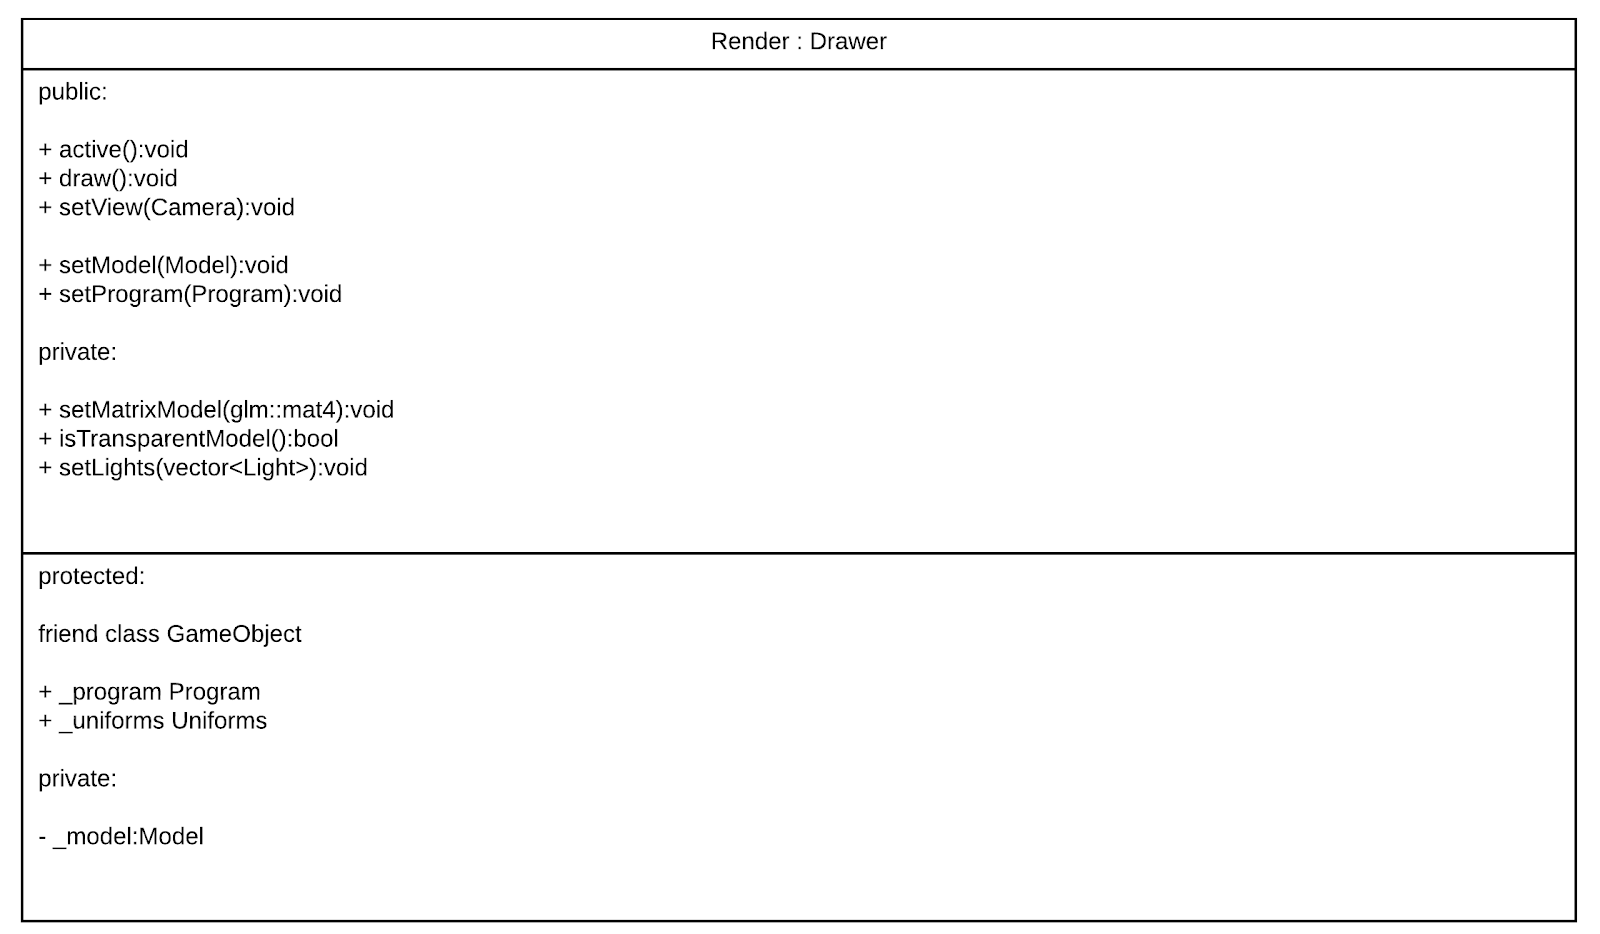 Render : Drawer
public:
+ active():void
+ draw():void
+ setView(Camera):void
+ setModel(Model):void
+ setProgram(Program):void
private:
+ setMatrixModel(glm::mat4):void
+ isTransparentModel():bool
+ setLights(vector<Light>):void
protected:
friend class GameObject
+ _program Program
+ _uniforms Uniforms
private:
- _model:Model